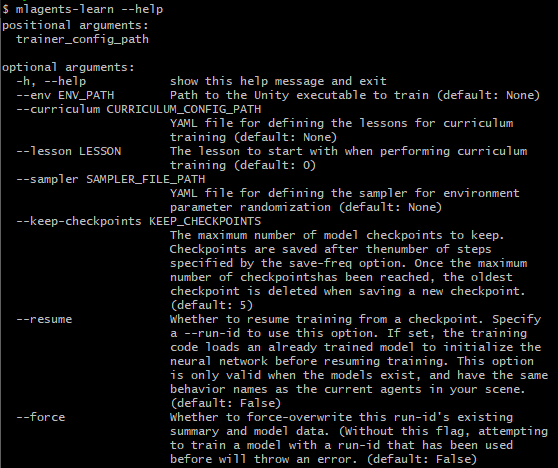 $ mlagents-learn --help
positional arguments:
  trainer_config_path

optional arguments:
  -h, --help            show this help message and exit
  --env ENV_PATH        Path to the Unity executable to train (default: None)
  --curriculum CURRICULUM_CONFIG_PATH
                        YAML file for defining the lessons for curriculum
                        training (default: None)
  --lesson LESSON       The lesson to start with when performing curriculum
                        training (default: 0)
  --sampler SAMPLER_FILE_PATH
                        YAML file for defining the sampler for environment
                        parameter randomization (default: None)
  --keep-checkpoints KEEP_CHECKPOINTS
                        The maximum number of model checkpoints to keep.
                        Checkpoints are saved after thenumber of steps
                        specified by the save-freq option. Once the maximum
                        number of checkpointshas been reached, the oldest
                        checkpoint is deleted when saving a new checkpoint.
                        (default: 5)
  --resume              Whether to resume training from a checkpoint. Specify
                        a --run-id to use this option. If set, the training
                        code loads an already trained model to initialize the
                        neural network before resuming training. This option
                        is only valid when the models exist, and have the same
                        behavior names as the current agents in your scene.
                        (default: False)
  --force               Whether to force-overwrite this run-id's existing
                        summary and model data. (Without this flag, attempting
                        to train a model with a run-id that has been used
                        before will throw an error. (default: False)